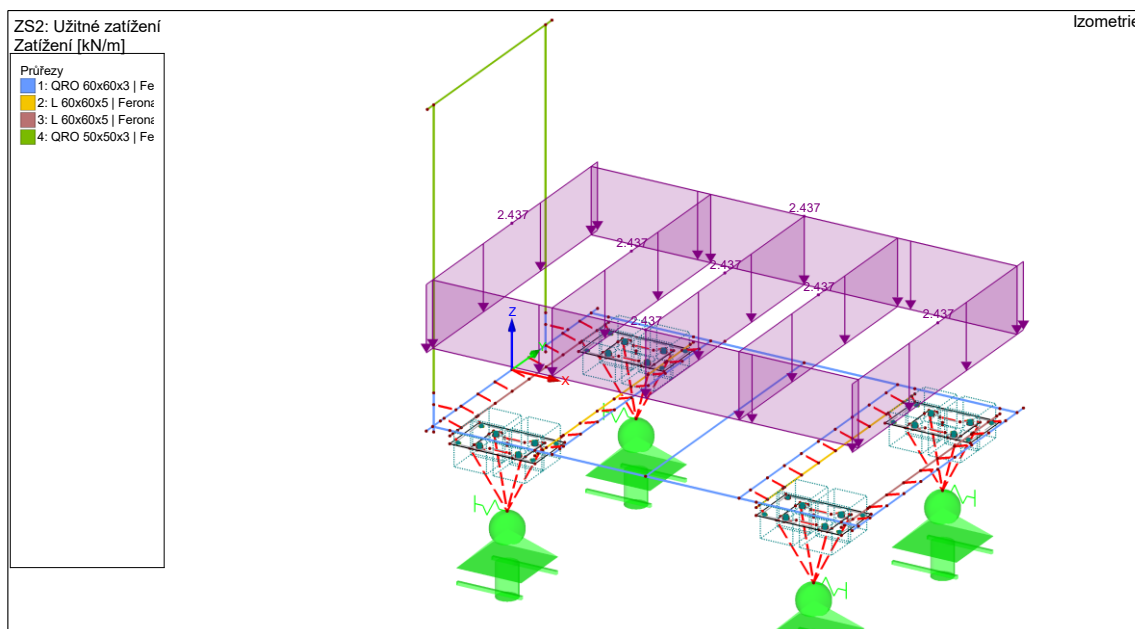 ZS2: Užitné zatížení
Zatížení [kN/m]
Izometrie
Průřezy
1: QRO 60x60x3 | Fe
2: L 60x60x5 | Ferona
3: L 60x60x5 | Ferona
4: QRO 50x50x3 | Fe
2.437
2.437
2.437
2.437
2.437
2.437
2.437
Z
X